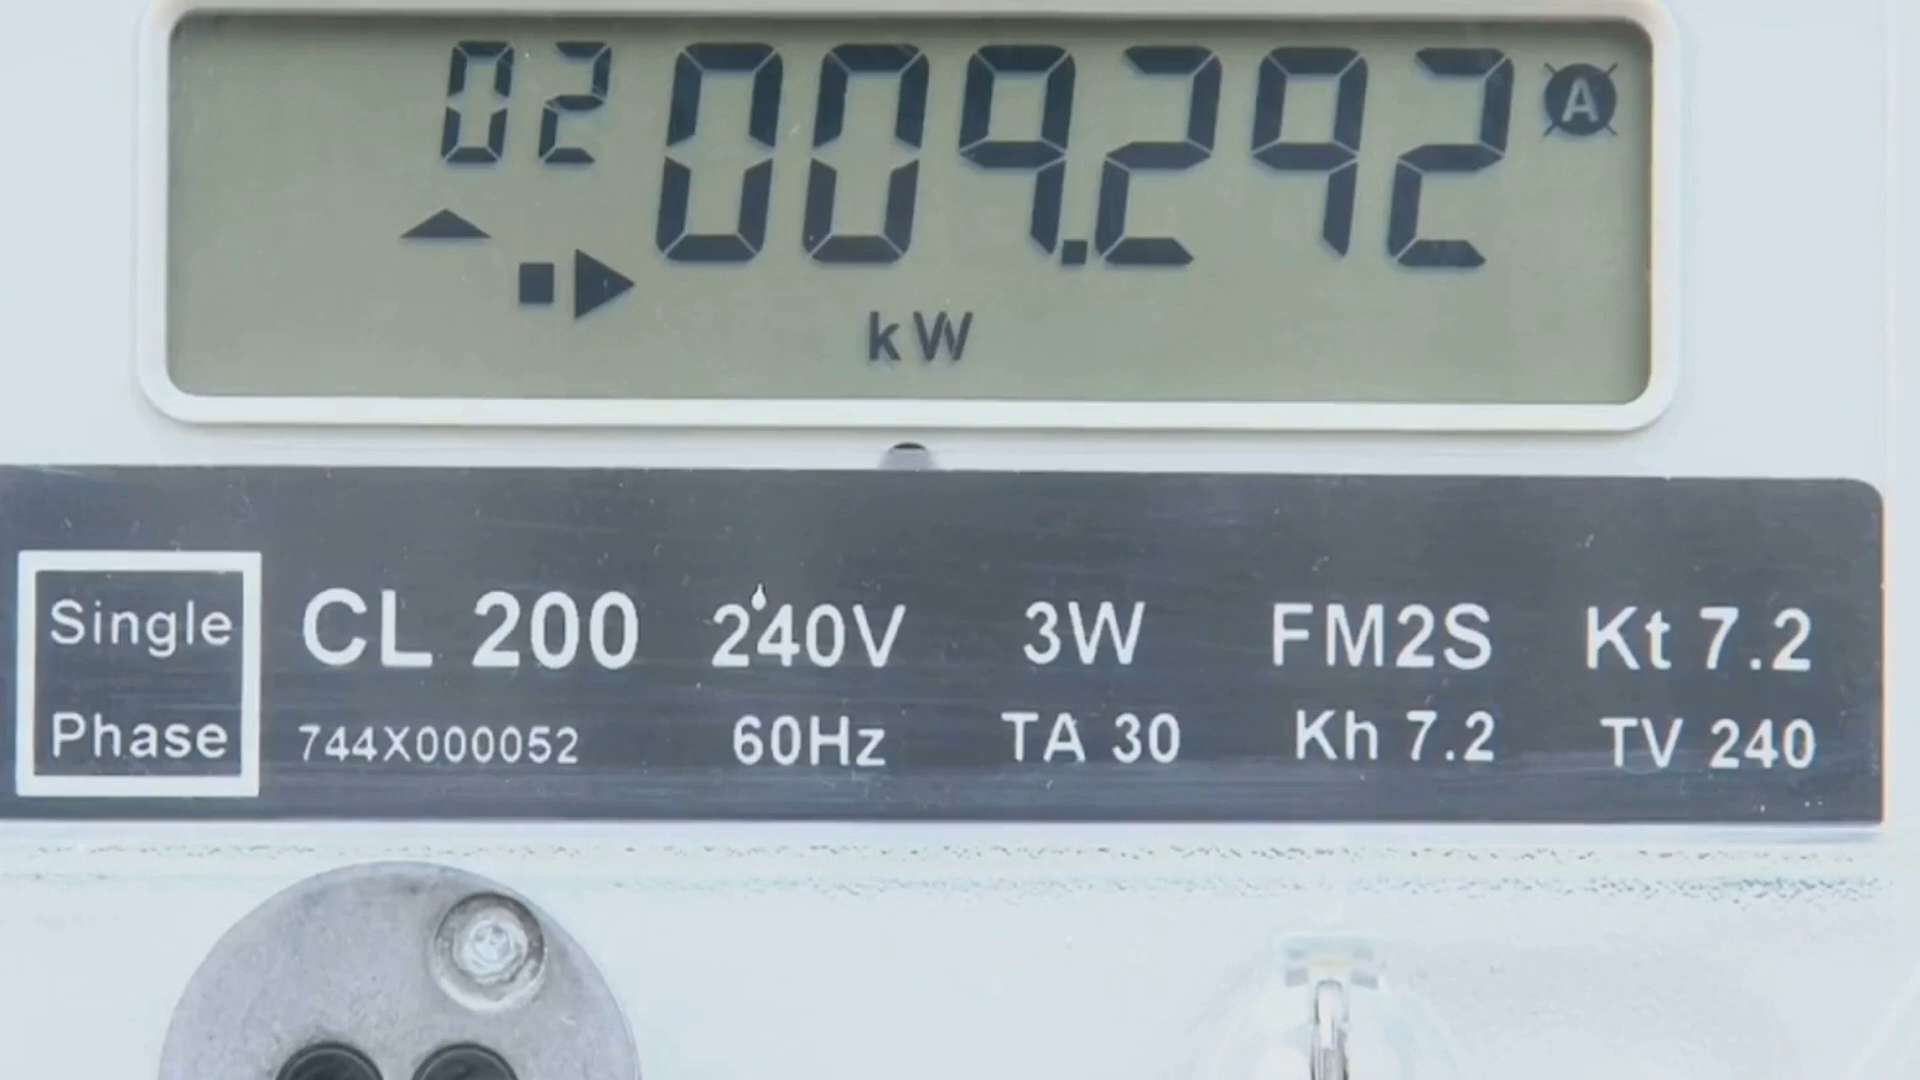 02 009.292 A
kW
Single Phase
CL 200 240V 3W FM2S Kt 7.2
744X000052 60Hz TA 30 Kh 7.2 TV 240